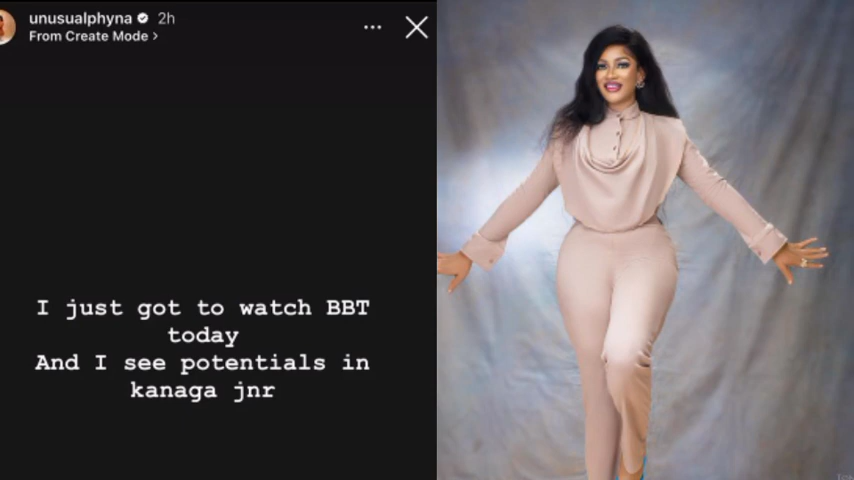 unusualphyna 2h
From Create Mode >
I just got to watch BBT
today
And I see potentials in
kanaga jnr